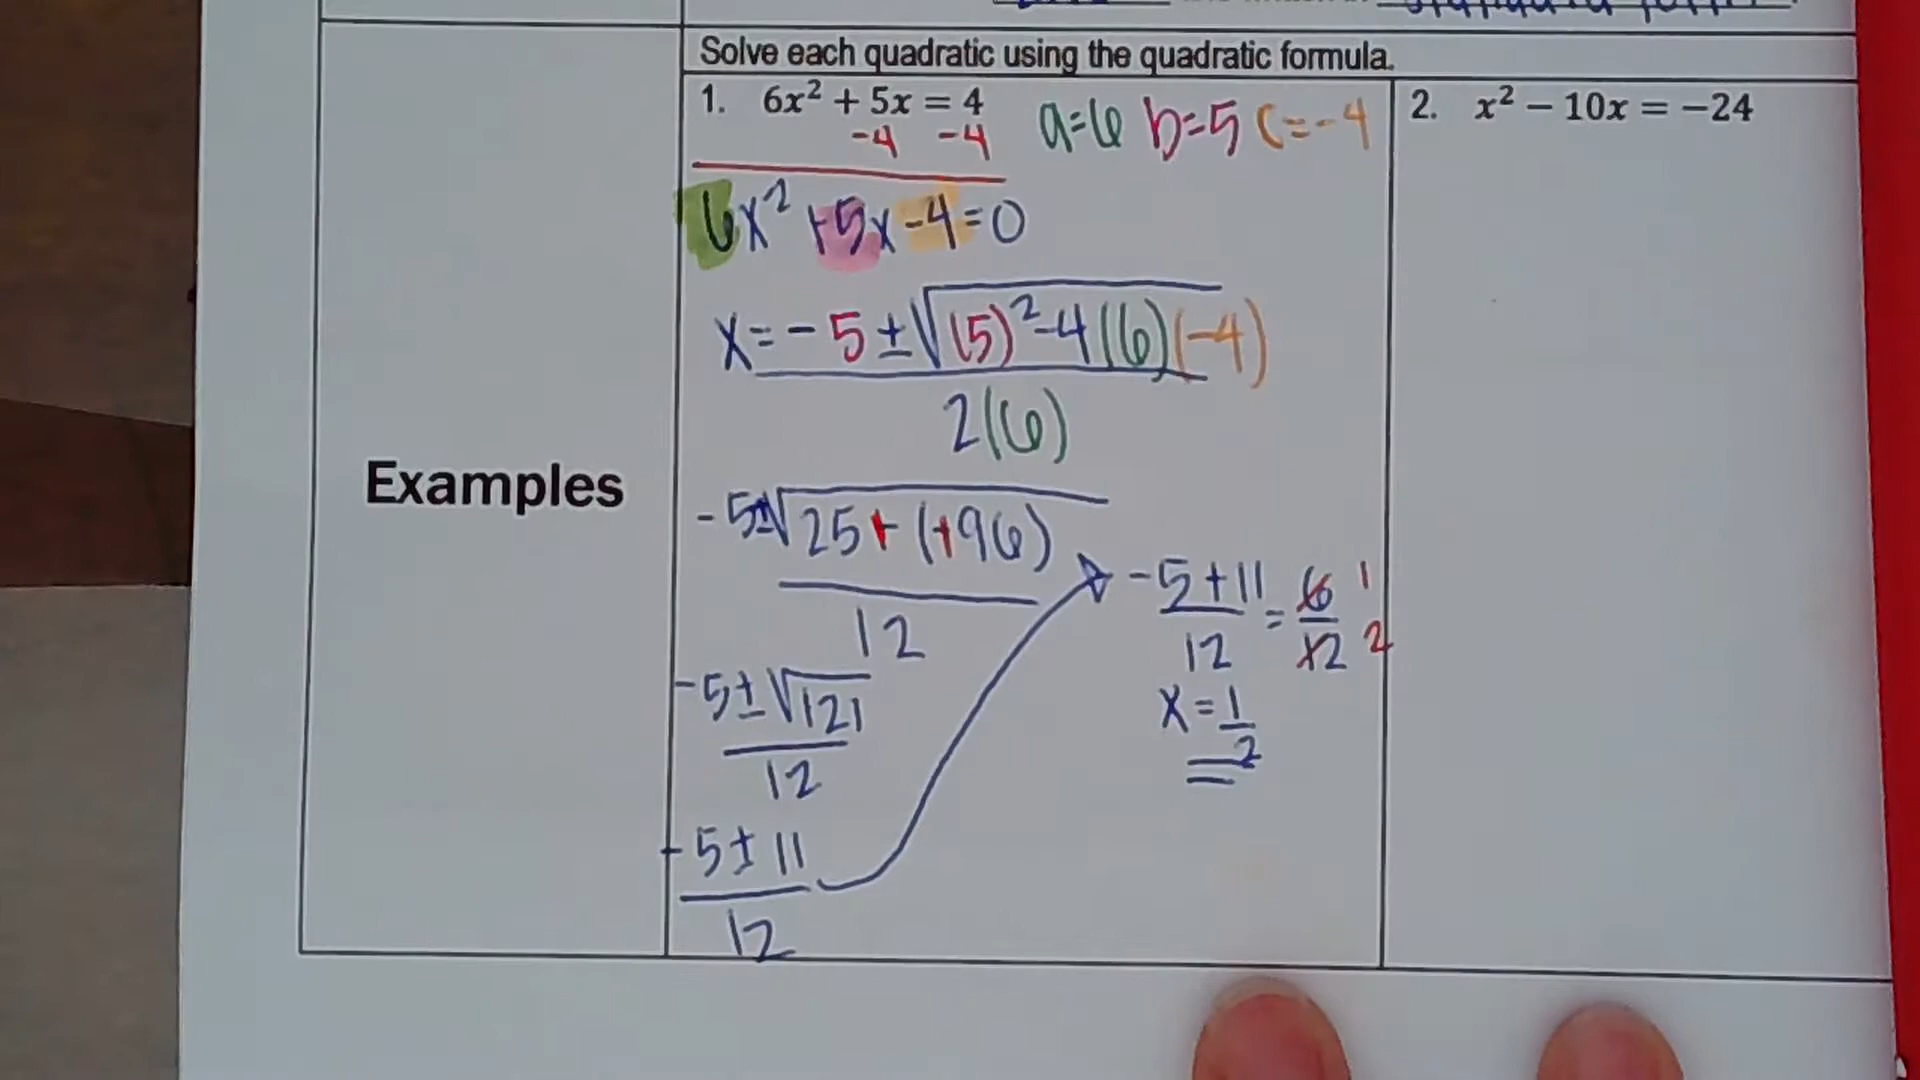 Solve each quadratic using the quadratic formula.
1. 6x² + 5x = 4
-4 -4
a=6 b=5 c=-4
6x² +5x-4=0
x=-5±√(5)²-4(6)(-4)
2(6)
-5±√25+(+96)
12
-5±√121
12
-5±11
12
-5+11 = 6 1
12 12 2
x=1
2
Examples
2. x² − 10x = −24